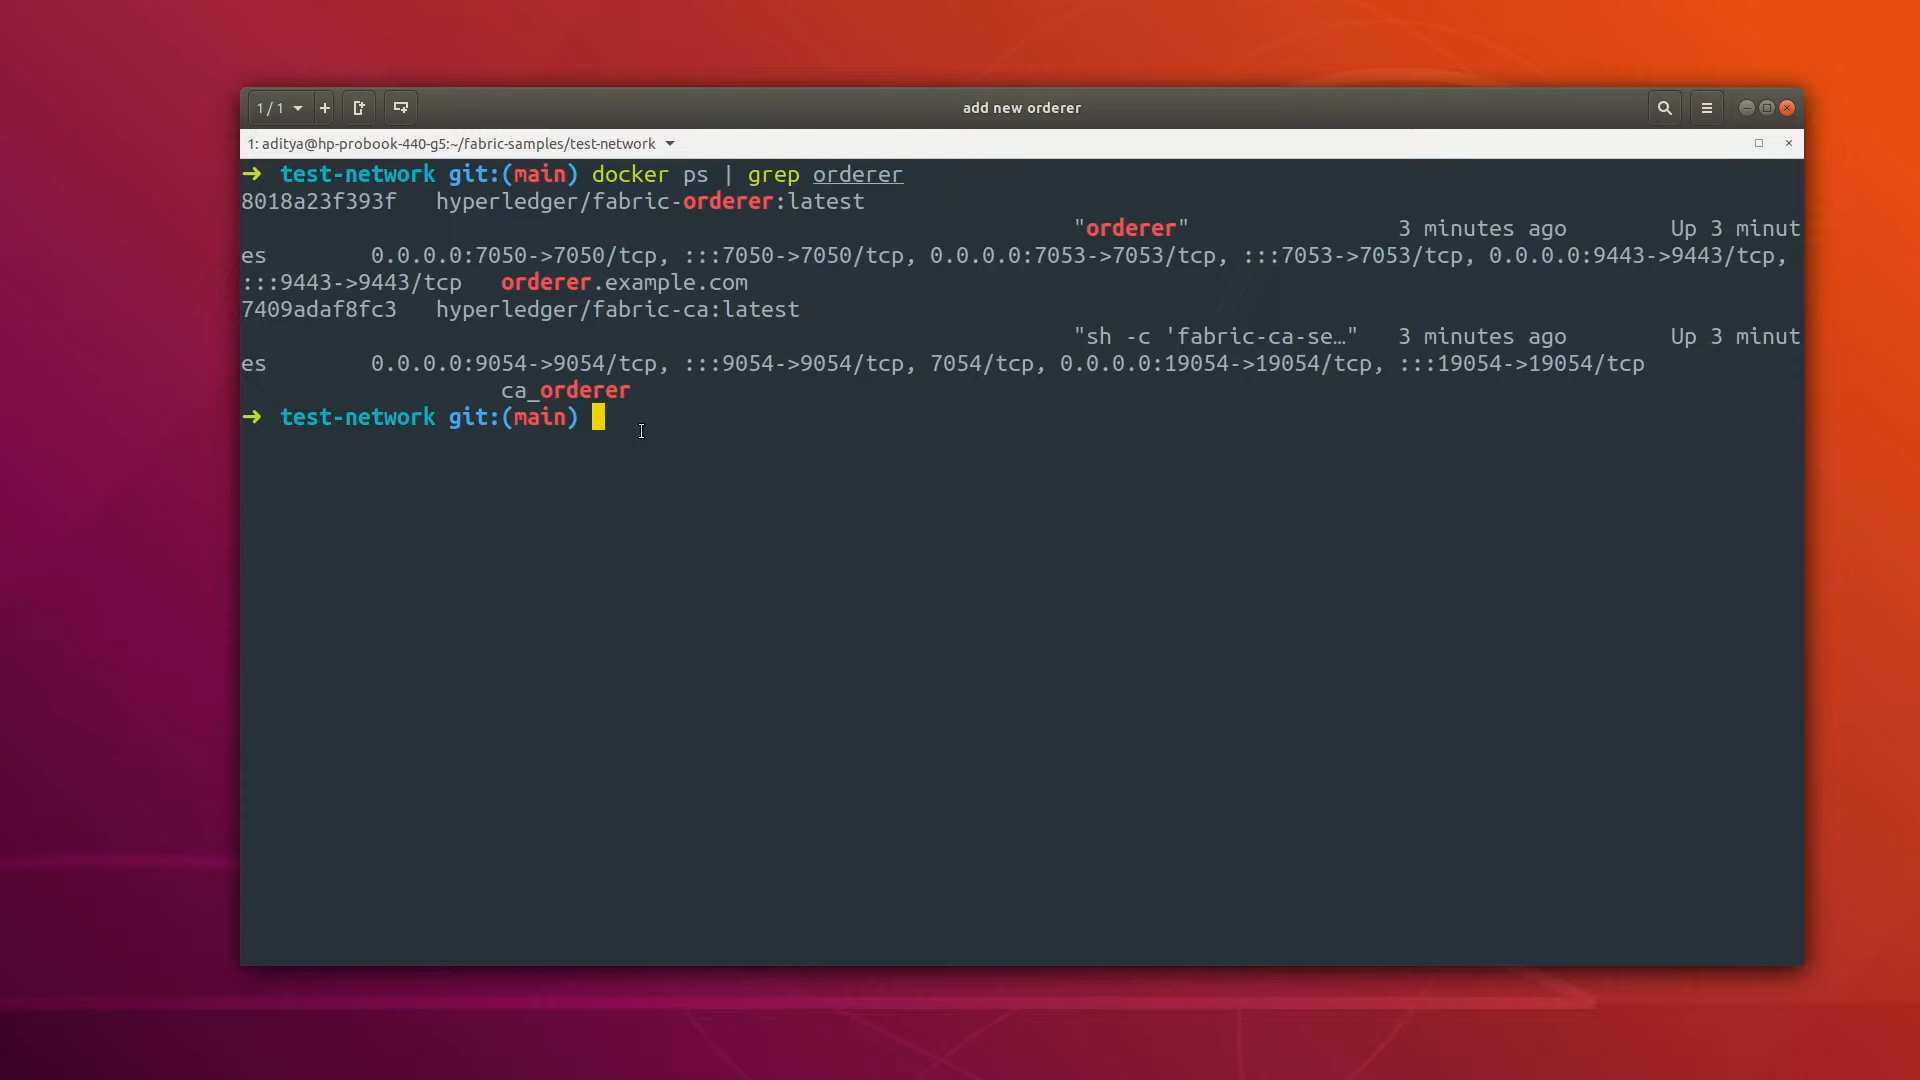 1 / 1
add new orderer
1: aditya@hp-probook-440-g5:~/fabric-samples/test-network
➜ test-network git:(main) docker ps | grep orderer
8018a23f393f hyperledger/fabric-orderer:latest
"orderer" 3 minutes ago Up 3 minut
es 0.0.0.0:7050->7050/tcp, :::7050->7050/tcp, 0.0.0.0:7053->7053/tcp, :::7053->7053/tcp, 0.0.0.0:9443->9443/tcp,
:::9443->9443/tcp orderer.example.com
7409adaf8fc3 hyperledger/fabric-ca:latest
"sh -c 'fabric-ca-se…" 3 minutes ago Up 3 minut
es 0.0.0.0:9054->9054/tcp, :::9054->9054/tcp, 7054/tcp, 0.0.0.0:19054->19054/tcp, :::19054->19054/tcp
ca_orderer
➜ test-network git:(main)